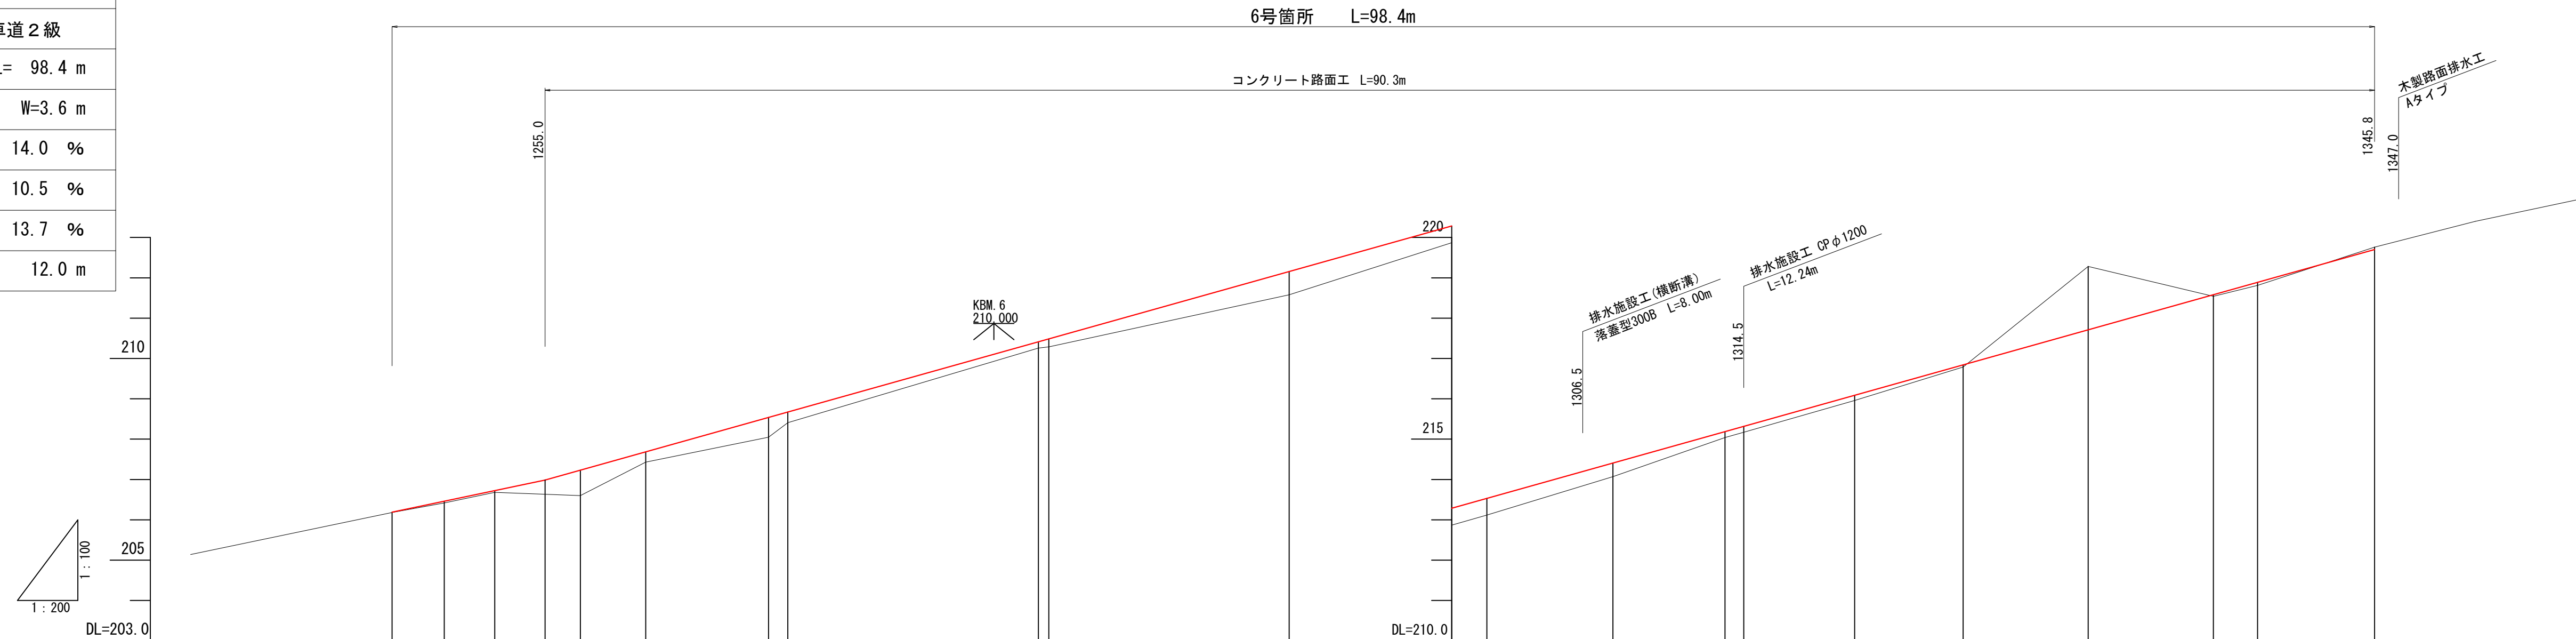 6号箇所 L=98.4m
車道２級
L= 98.4 m
W=3.6 m
14.0 %
10.5 %
13.7 %
12.0 m
コンクリート路面工 L=90.3m
木製路面排水工
Aタイプ
1255.0
1345.8
1347.0
220
排水施設工 CPφ1200
L=12.24m
排水施設工(横断溝)
落蓋型300B L=8.00m
KBM.6
210.000
1314.5
1306.5
210
215
205
1：100
1：200
DL=203.0
DL=210.0